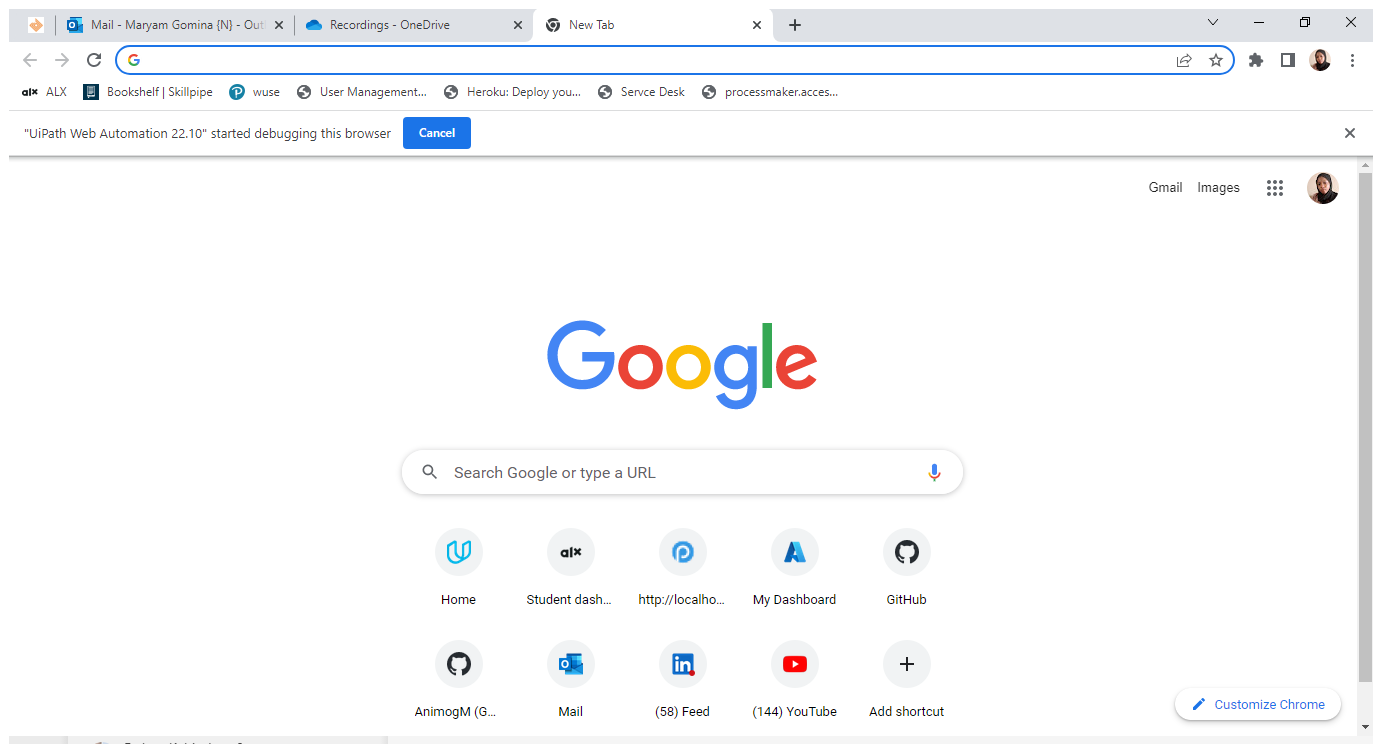 Mail - Maryam Gomina {N} - Out
Recordings - OneDrive
New Tab
ALX
Bookshelf | Skillpipe
wuse
User Management...
Heroku: Deploy you...
Servce Desk
processmaker.acces...
"UiPath Web Automation 22.10" started debugging this browser
Cancel
Gmail
Images
Google
Search Google or type a URL
alx
Home
Student dash...
http://localho...
My Dashboard
GitHub
AnimogM (G...
Mail
(58) Feed
(144) YouTube
Add shortcut
Customize Chrome